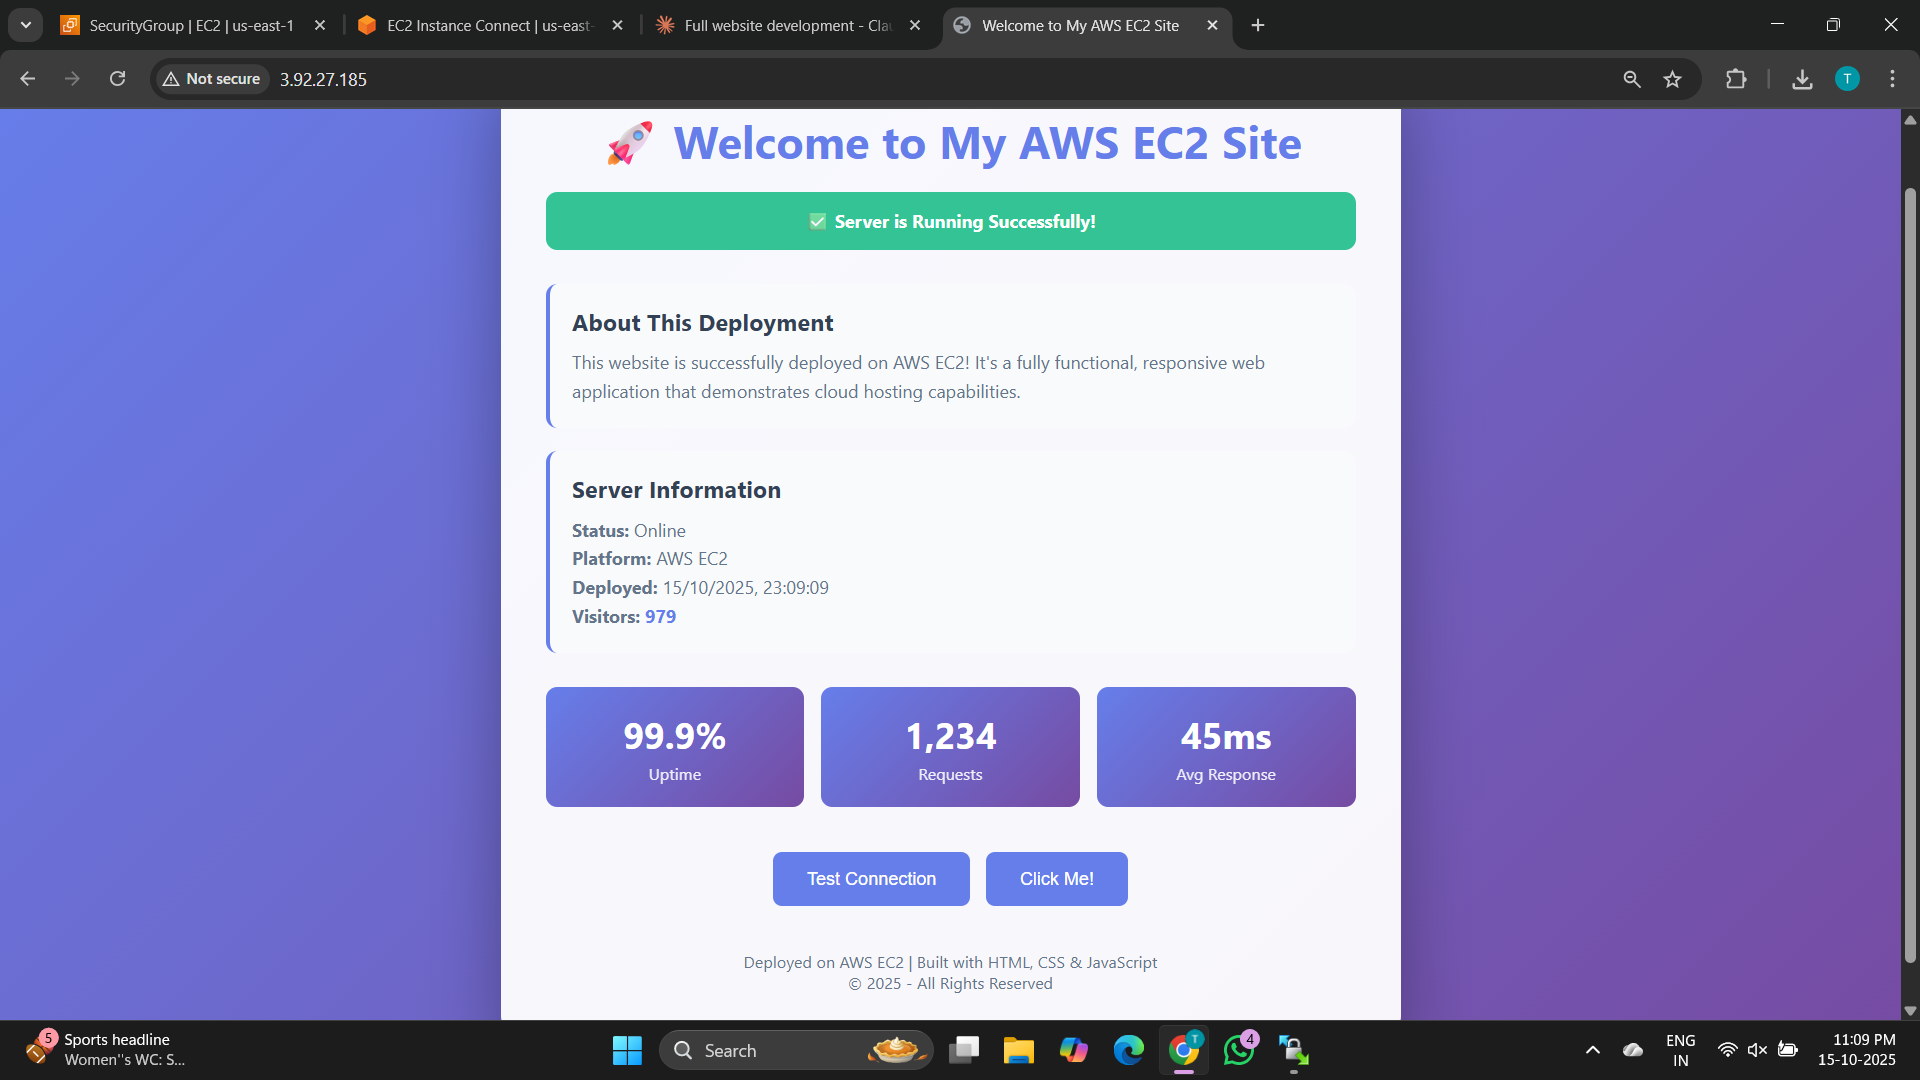 SecurityGroup | EC2 | us-east-1
EC2 Instance Connect | us-east-
Full website development - Cla
Welcome to My AWS EC2 Site
Not secure
3.92.27.185
T
Welcome to My AWS EC2 Site
Server is Running Successfully!
About This Deployment
This website is successfully deployed on AWS EC2! It's a fully functional, responsive web
application that demonstrates cloud hosting capabilities.
Server Information
Status: Online
Platform: AWS EC2
Deployed: 15/10/2025, 23:09:09
Visitors: 979
99.9%
Uptime
1,234
Requests
45ms
Avg Response
Test Connection
Click Me!
Deployed on AWS EC2 | Built with HTML, CSS & JavaScript
© 2025 - All Rights Reserved
5
Sports headline
Women''s WC: S...
Search
T
4
ENG
IN
11:09 PM
15-10-2025